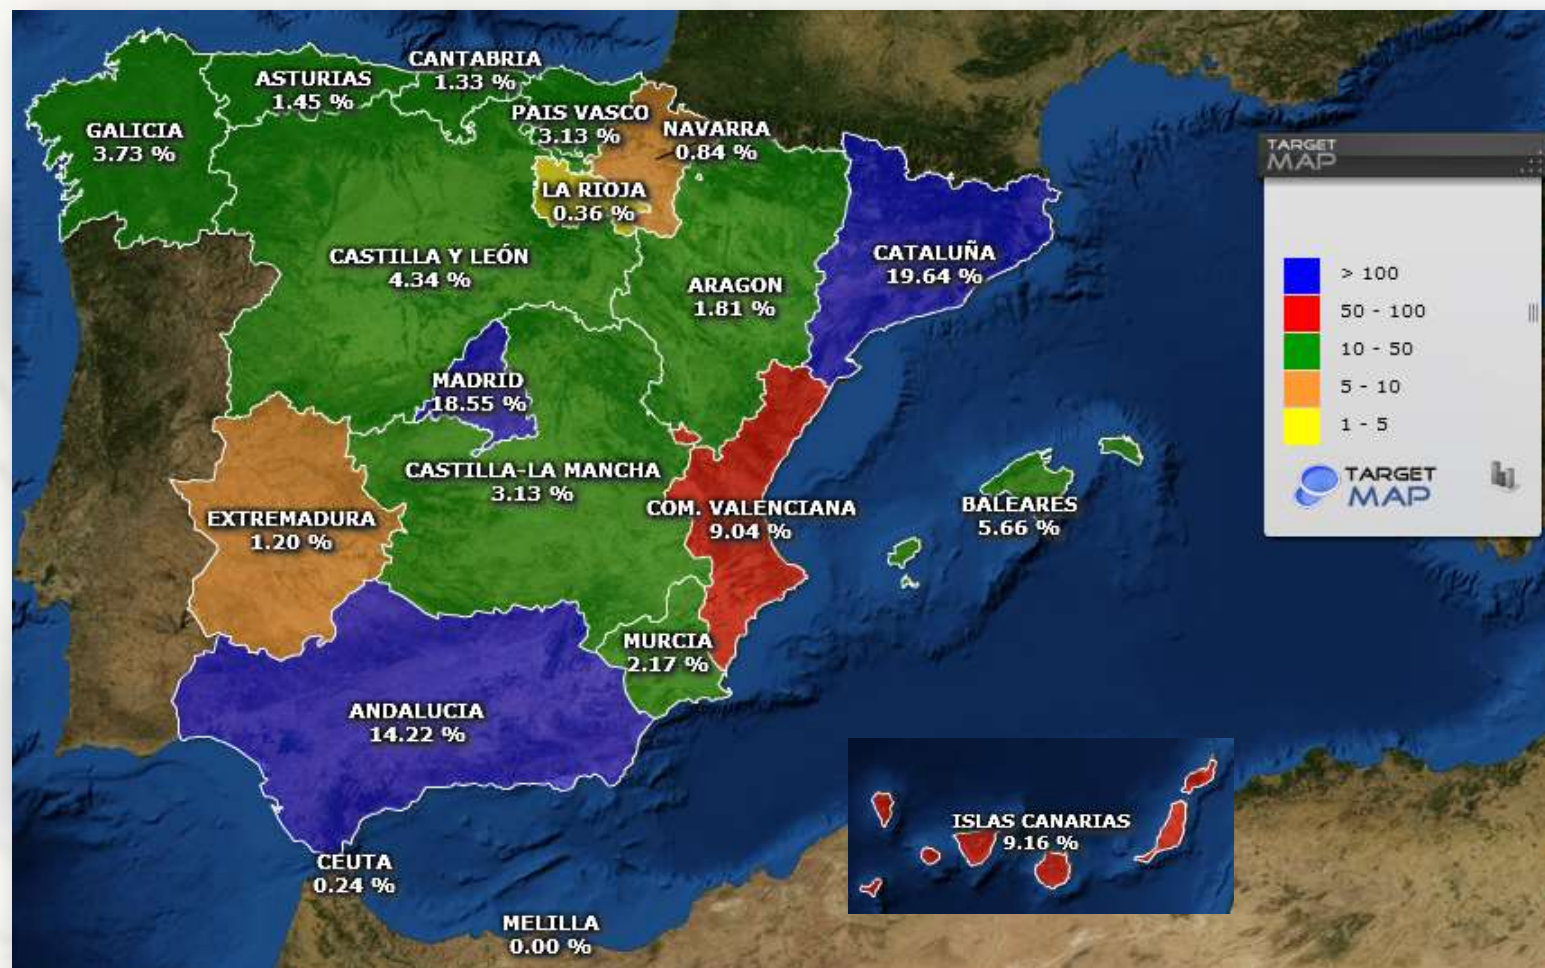 CANTABRIA
1.33 %
ASTURIAS
1.45 %
PAIS VASCO
3.13 %
GALICIA
3.73 %
NAVARRA
0.84 %
LA RIOJA
0.36 %
CASTILLA Y LEÓN
4.34 %
ARAGON
1.81 %
CATALUÑA
19.64 %
MADRID
18.55 %
CASTILLA-LA MANCHA
3.13 %
EXTREMADURA
1.20 %
COM. VALENCIANA
9.04 %
BALEARES
5.66 %
MURCIA
2.17 %
ANDALUCIA
14.22 %
CEUTA
0.24 %
MELILLA
0.00 %
ISLAS CANARIAS
9.16 %
TARGET
MAP
> 100
50 - 100
10 - 50
5 - 10
1 - 5
TARGET
MAP